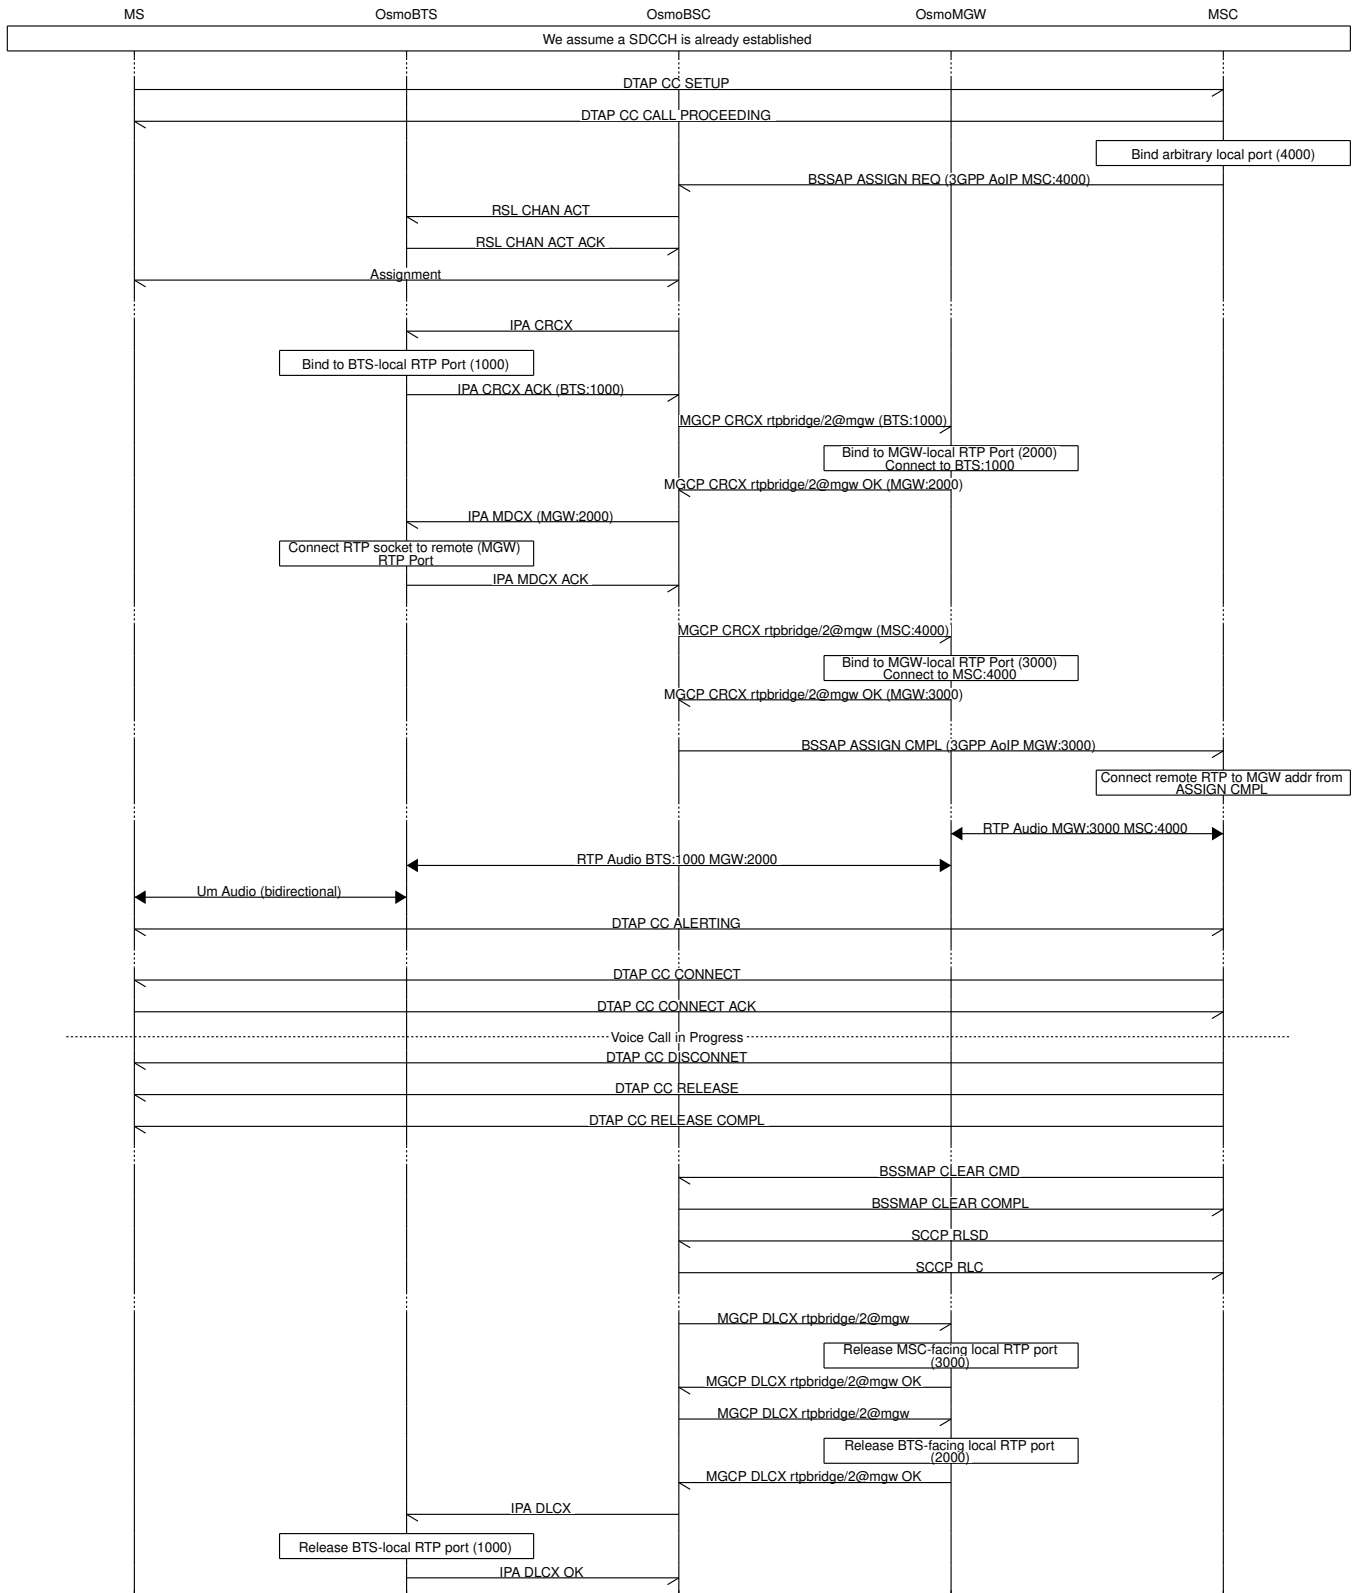 MS OsmoBTS OsmoBSC OsmoMGW MSC
We assume a SDCCH is already established
DTAP CC SETUP
DTAP CC CALL PROCEEDING
Bind arbitrary local port (4000)
BSSAP ASSIGN REQ (3GPP AoIP MSC:4000)
RSL CHAN ACT
RSL CHAN ACT ACK
Assignment
IPA CRCX
Bind to BTS-local RTP Port (1000)
IPA CRCX ACK (BTS:1000)
MGCP CRCX rtpbridge/2@mgw (BTS:1000)
Bind to MGW-local RTP Port (2000)
Connect to BTS:1000
MGCP CRCX rtpbridge/2@mgw OK (MGW:2000)
IPA MDCX (MGW:2000)
Connect RTP socket to remote (MGW)
RTP Port
IPA MDCX ACK
MGCP CRCX rtpbridge/2@mgw (MSC:4000)
Bind to MGW-local RTP Port (3000)
Connect to MSC:4000
MGCP CRCX rtpbridge/2@mgw OK (MGW:3000)
BSSAP ASSIGN CMPL (3GPP AoIP MGW:3000)
Connect remote RTP to MGW addr from
ASSIGN CMPL
RTP Audio MGW:3000 MSC:4000
RTP Audio BTS:1000 MGW:2000
Um Audio (bidirectional)
DTAP CC ALERTING
DTAP CC CONNECT
DTAP CC CONNECT ACK
Voice Call in Progress
DTAP CC DISCONNET
DTAP CC RELEASE
DTAP CC RELEASE COMPL
BSSMAP CLEAR CMD
BSSMAP CLEAR COMPL
SCCP RLSD
SCCP RLC
MGCP DLCX rtpbridge/2@mgw
Release MSC-facing local RTP port
(3000)
MGCP DLCX rtpbridge/2@mgw OK
MGCP DLCX rtpbridge/2@mgw
Release BTS-facing local RTP port
(2000)
MGCP DLCX rtpbridge/2@mgw OK
IPA DLCX
Release BTS-local RTP port (1000)
IPA DLCX OK